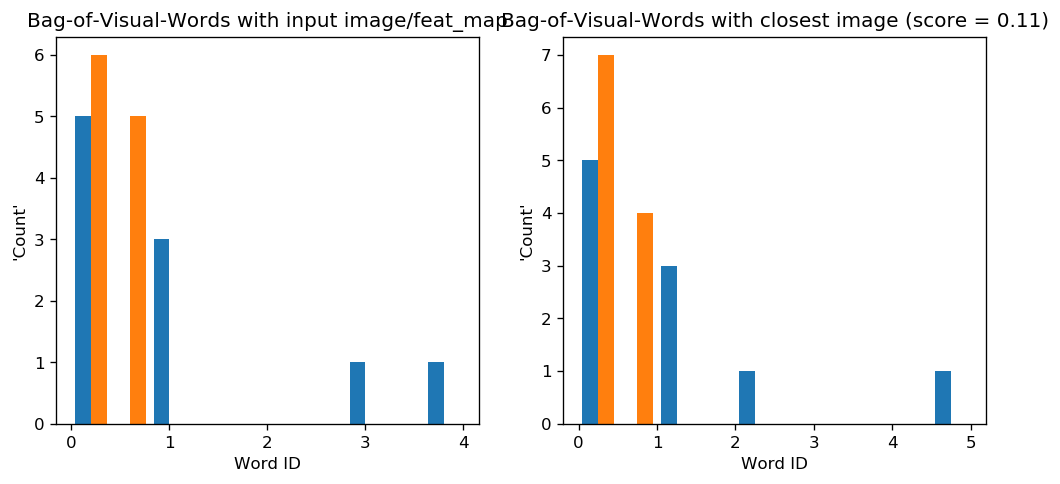 Bag-of-Visual-Words with input image/feat_map
Bag-of-Visual-Words with closest image (score = 0.11)
6
5
4
3
2
1
0
'Count'
0 1 2 3 4
Word ID
7
6
5
4
3
2
1
0
'Count'
0 1 2 3 4 5
Word ID